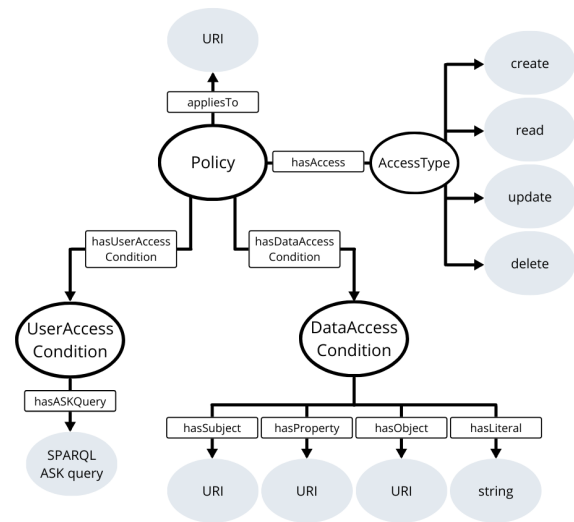 URI
create
appliesTo
read
Policy
hasAccess
AccessType
update
delete
hasUserAccess
Condition
hasDataAccess
Condition
UserAccess
Condition
DataAccess
Condition
hasASKQuery
hasSubject
hasProperty
hasObject
hasLiteral
SPARQL
ASK query
URI
URI
URI
string